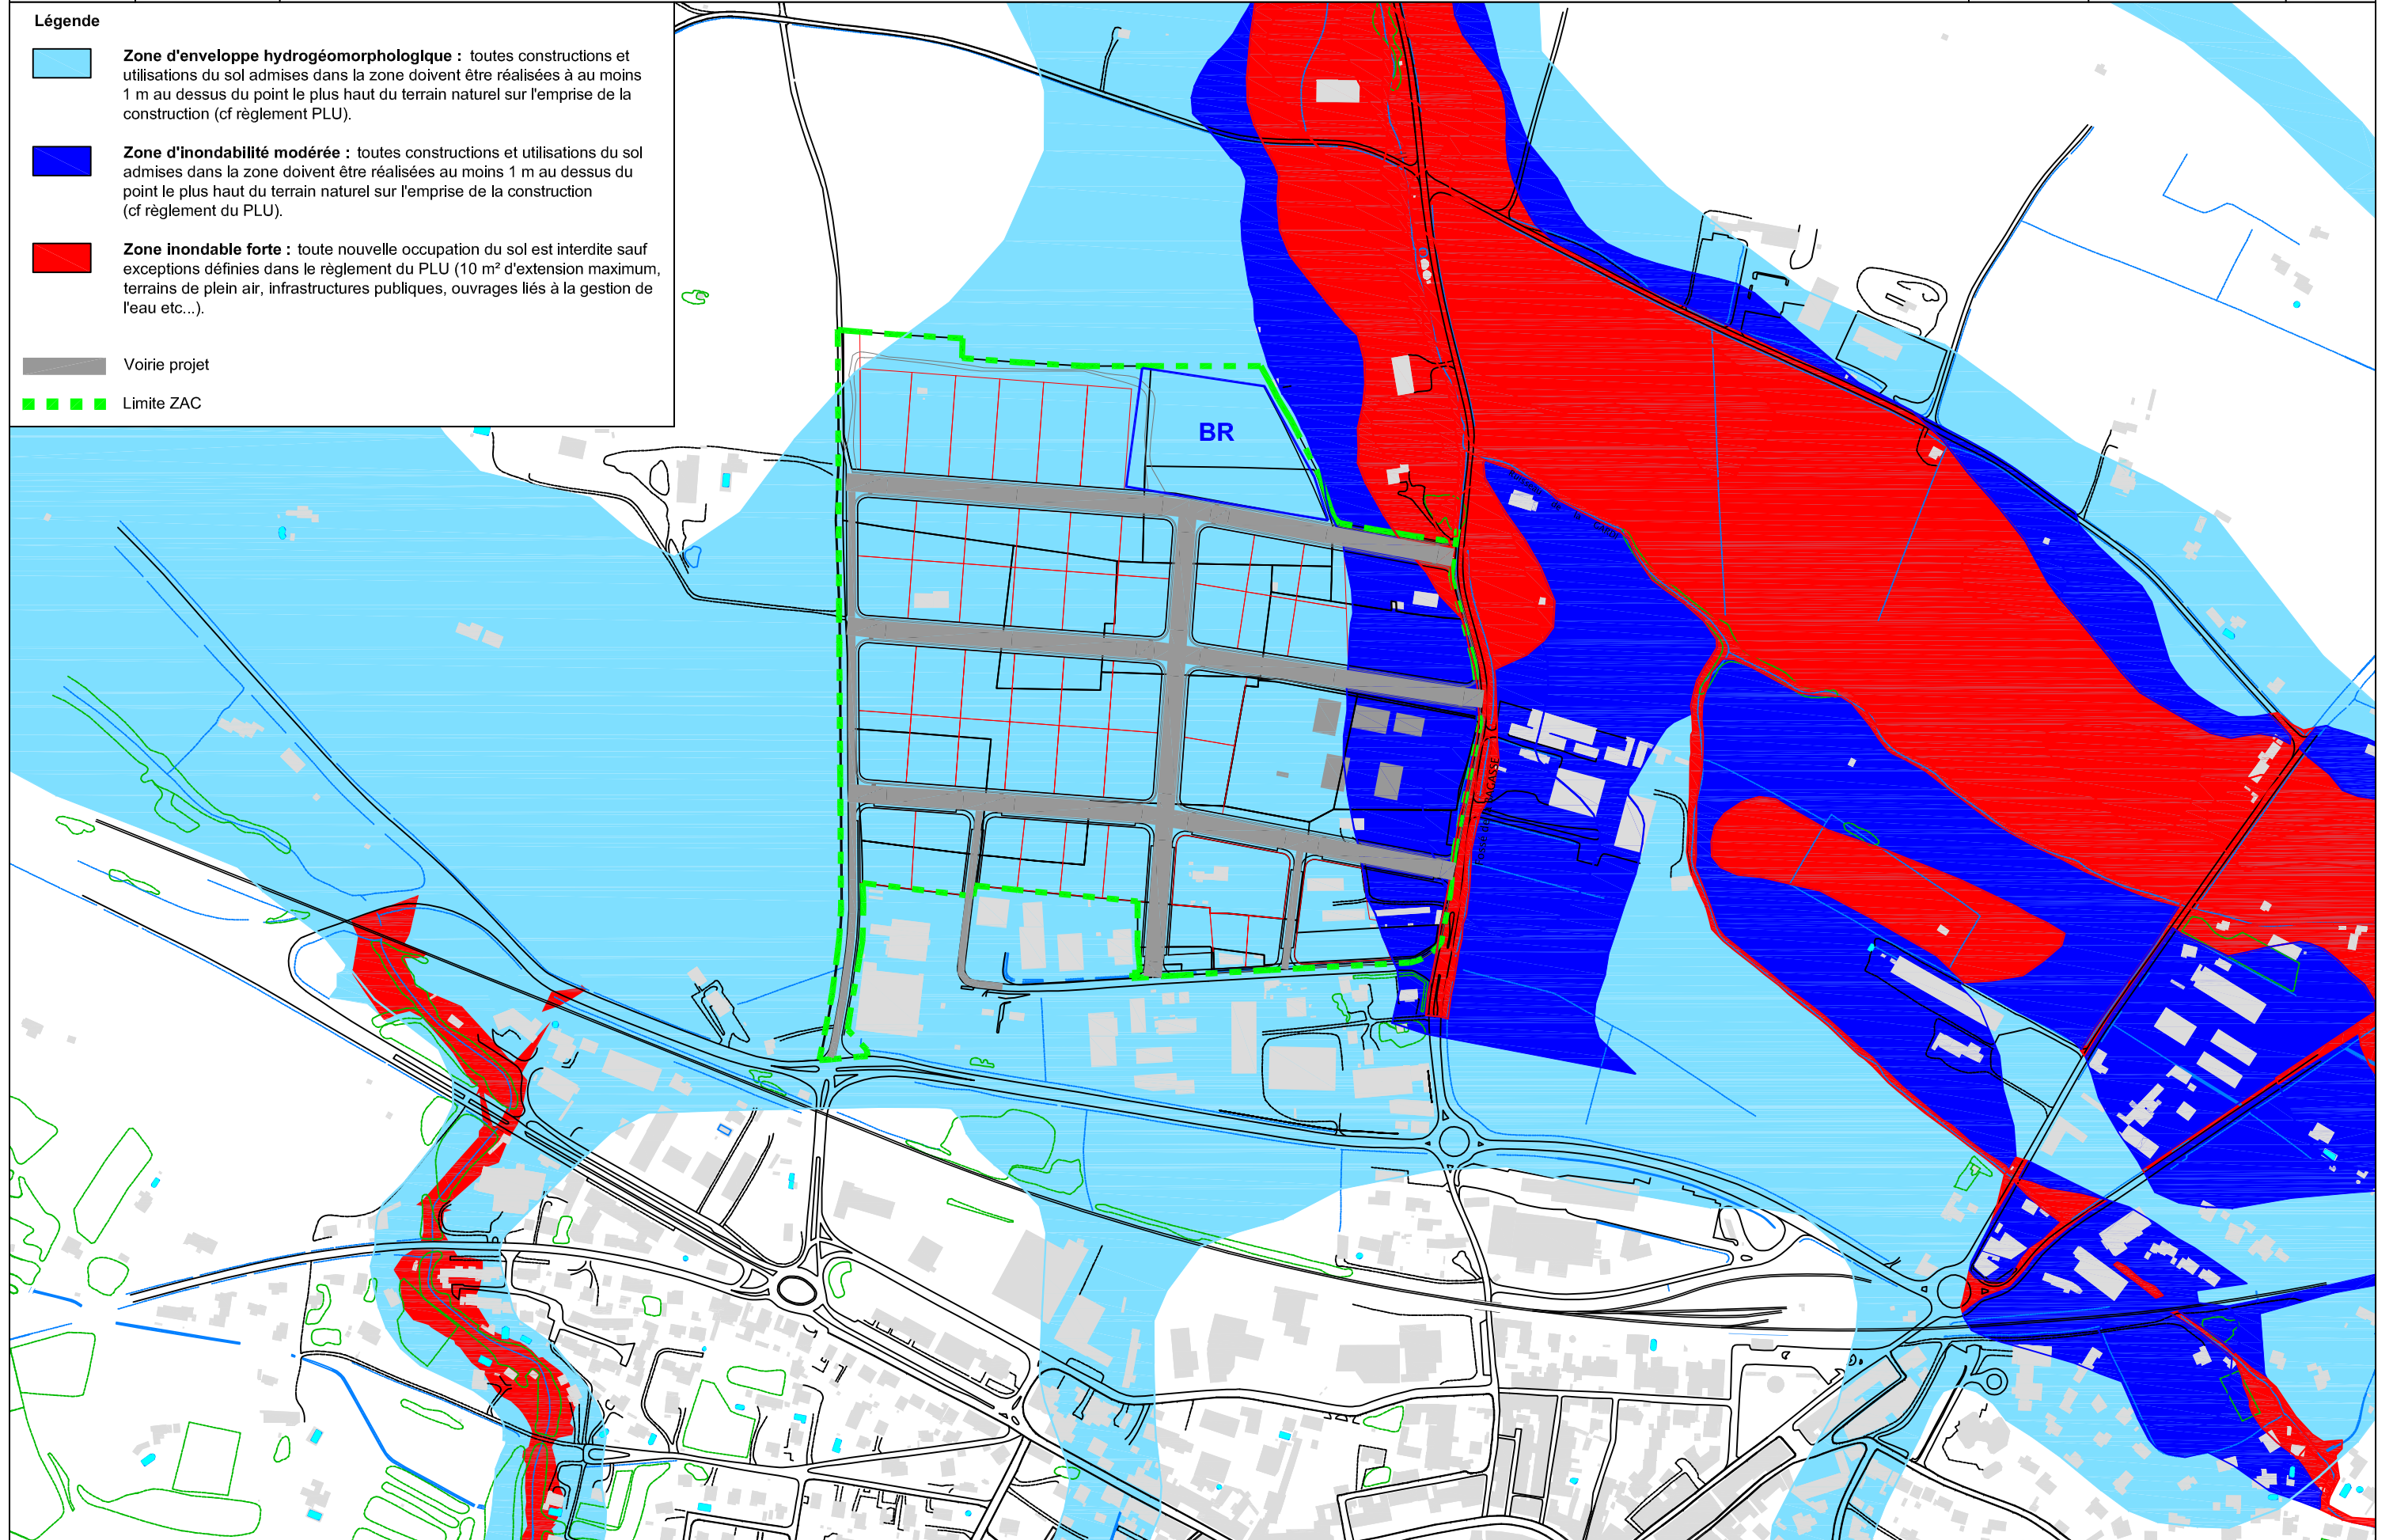 Légende
Zone d'enveloppe hydrogéomorphologique : toutes constructions et
utilisations du sol admises dans la zone doivent être réalisées à au moins
1 m au dessus du point le plus haut du terrain naturel sur l'emprise de la
construction (cf règlement PLU).
Zone d'inondabilité modérée : toutes constructions et utilisations du sol
admises dans la zone doivent être réalisées au moins 1 m au dessus du
point le plus haut du terrain naturel sur l'emprise de la construction
(cf règlement du PLU).
Zone inondable forte : toute nouvelle occupation du sol est interdite sauf
exceptions définies dans le règlement du PLU (10 m² d'extension maximum,
terrains de plein air, infrastructures publiques, ouvrages liés à la gestion de
l'eau etc...).
Voirie projet
Limite ZAC
BR